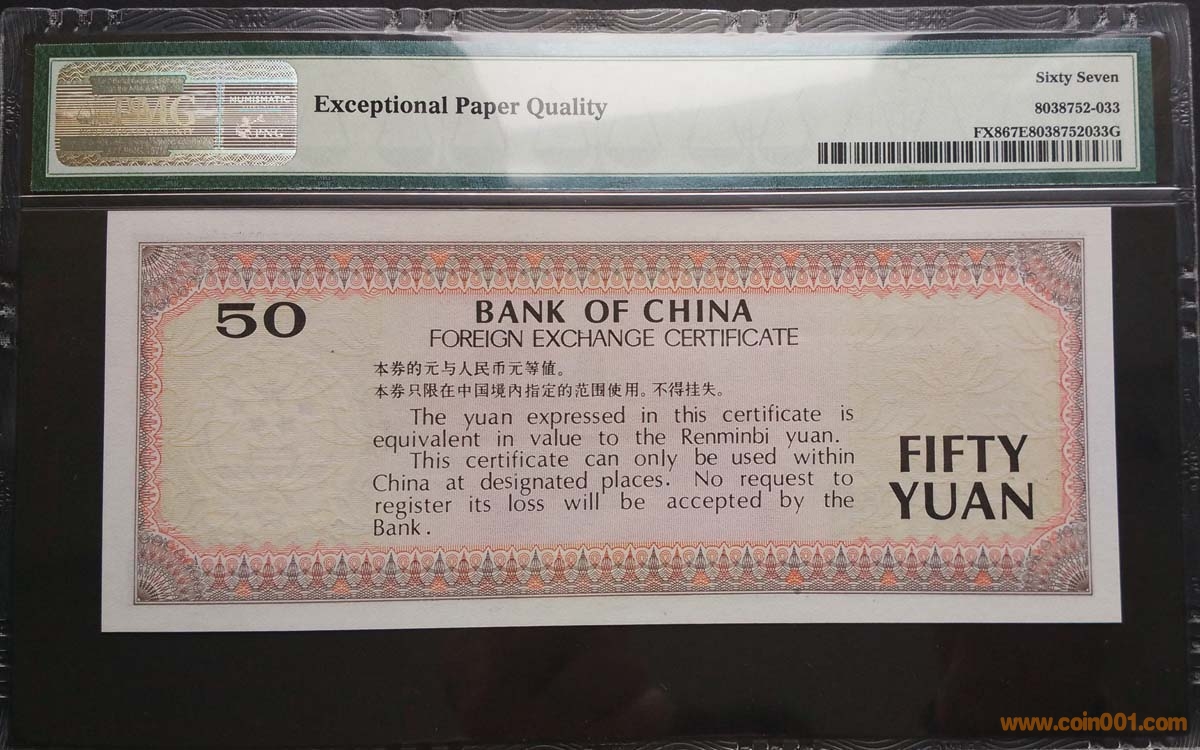 PMG
NUMISMATIC
PNG
Exceptional Paper Quality
Sixty Seven
8038752-033
FX867E8038752033G
50
BANK OF CHINA
FOREIGN EXCHANGE CERTIFICATE
本券的元与人民币元等值。
本券只限在中国境内指定的范围使用。不得挂失。
The yuan expressed in this certificate is
equivalent in value to the Renminbi yuan.
This certificate can only be used within
China at designated places. No request to
register its loss will be accepted by the
Bank.
FIFTY
YUAN
www.coin001.com